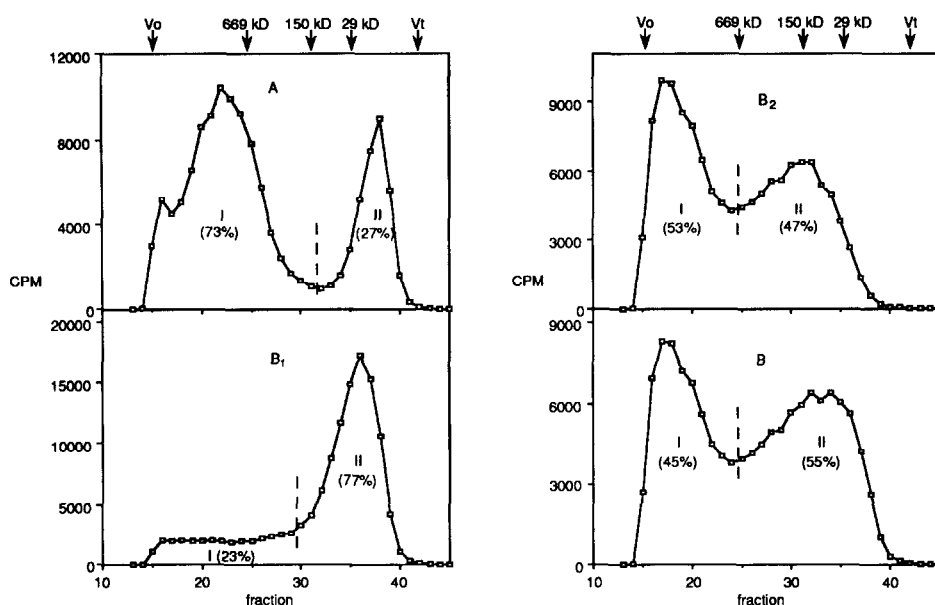 Vo 669 kD 150 kD 29 kD Vt
12000
8000
4000
0
CPM
A
I
(73%)
II
(27%)
20000
15000
10000
5000
0
B1
I (23%)
II
(77%)
10 20 30 40
fraction
Vo 669 kD 150 kD 29 kD Vt
9000
6000
3000
0
CPM
B2
I
(53%)
II
(47%)
9000
6000
3000
0
B
I
(45%)
II
(55%)
10 20 30 40
fraction